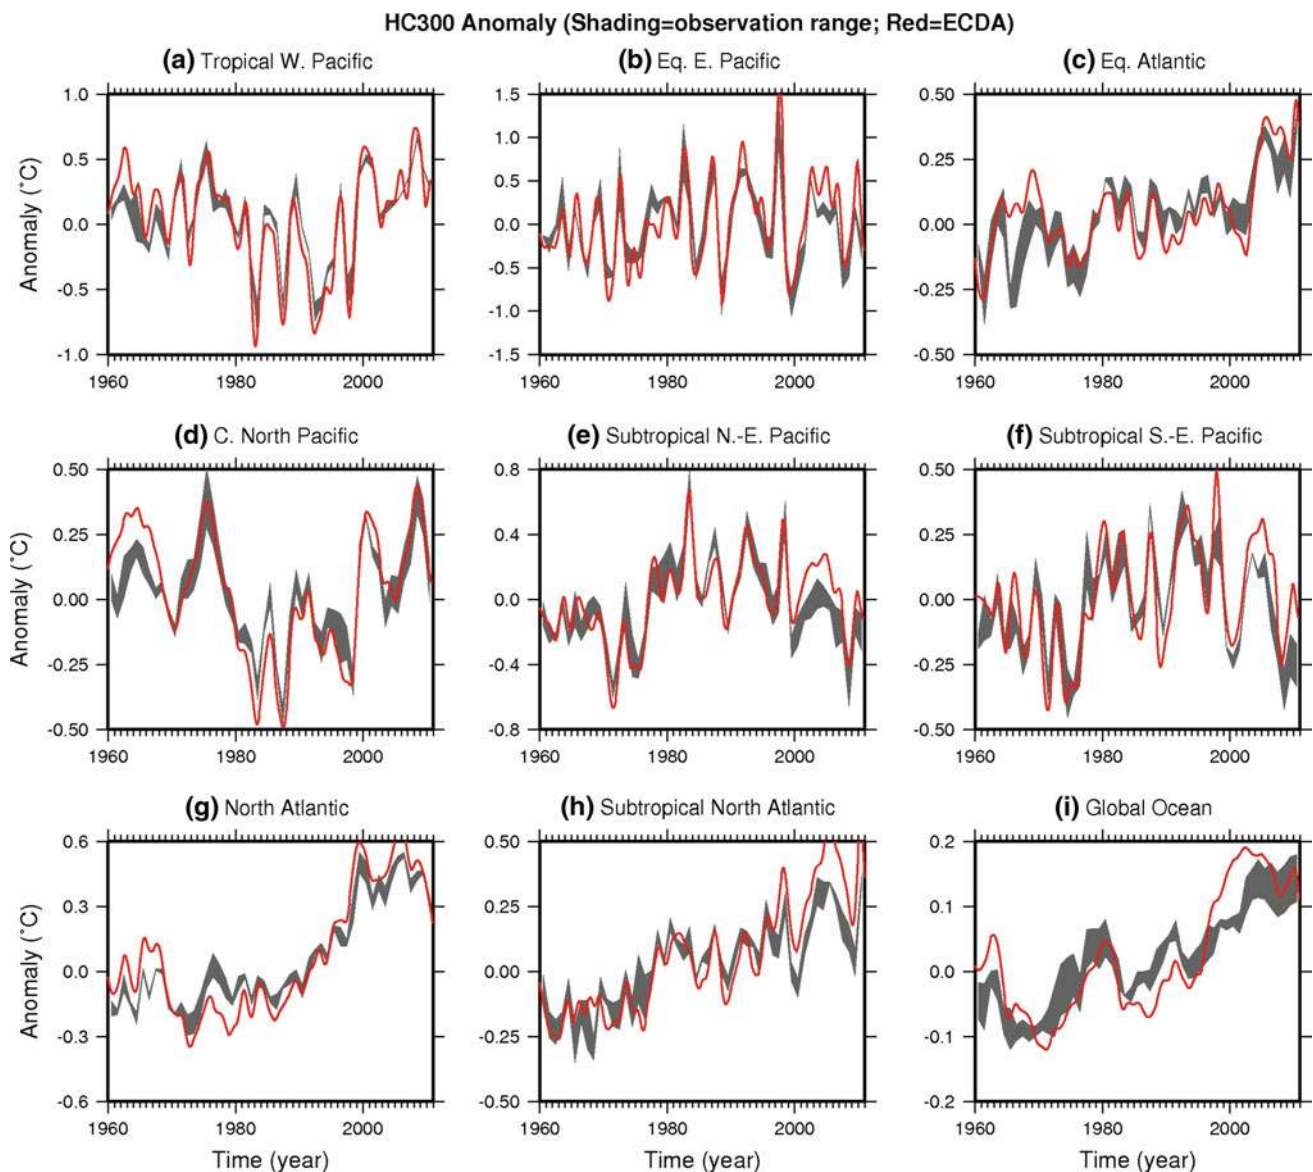 HC300 Anomaly (Shading=observation range; Red=ECDA)
(a) Tropical W. Pacific
(b) Eq. E. Pacific
(c) Eq. Atlantic
Anomaly (°C)
1.0
0.5
0.0
-0.5
-1.0
1960 1980 2000
1.5
1.0
0.5
0.0
-0.5
-1.0
-1.5
1960 1980 2000
0.50
0.25
0.00
-0.25
-0.50
1960 1980 2000
(d) C. North Pacific
(e) Subtropical N.-E. Pacific
(f) Subtropical S.-E. Pacific
Anomaly (°C)
0.50
0.25
0.00
-0.25
-0.50
1960 1980 2000
0.8
0.4
0.0
-0.4
-0.8
1960 1980 2000
0.50
0.25
0.00
-0.25
-0.50
1960 1980 2000
(g) North Atlantic
(h) Subtropical North Atlantic
(i) Global Ocean
Anomaly (°C)
0.6
0.3
0.0
-0.3
-0.6
1960 1980 2000
Time (year)
0.50
0.25
0.00
-0.25
-0.50
1960 1980 2000
Time (year)
0.2
0.1
0.0
-0.1
-0.2
1960 1980 2000
Time (year)